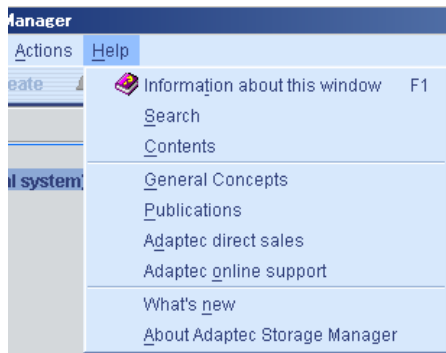 Manager
Actions Help
eate
Information about this window F1
Search
Contents
al system]
General Concepts
Publications
Adaptec direct sales
Adaptec online support
What's new
About Adaptec Storage Manager